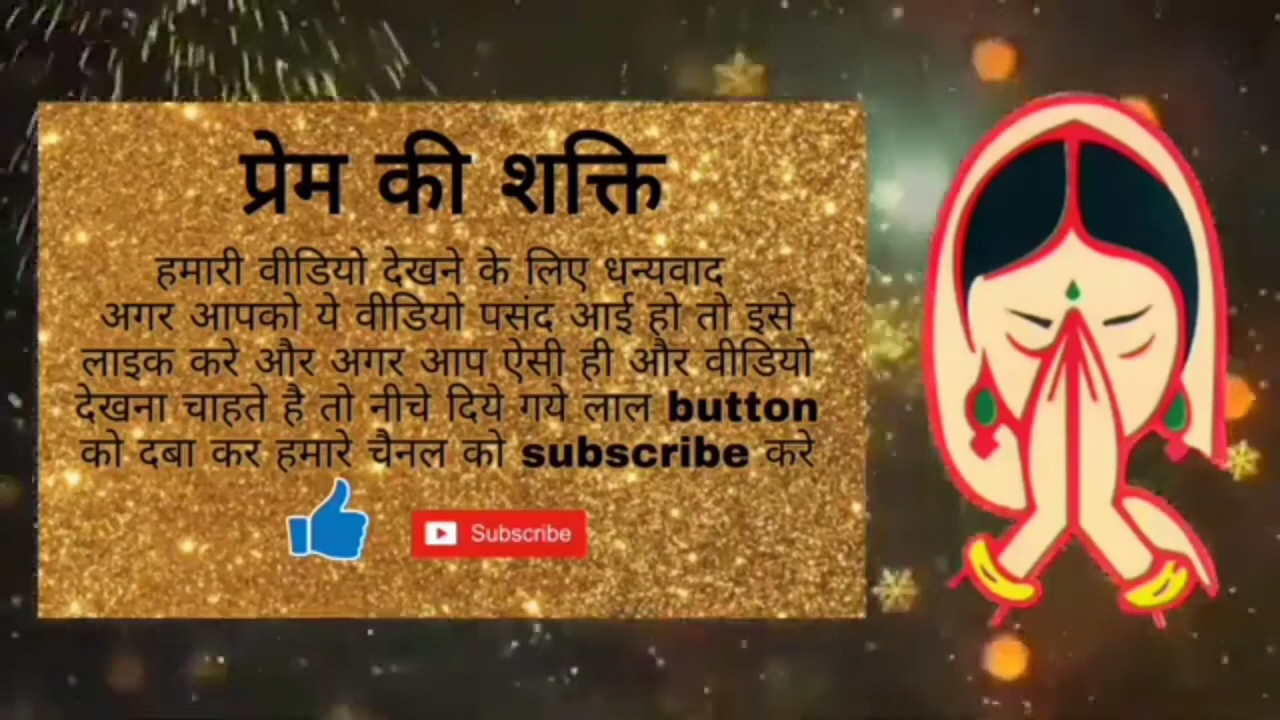 प्रेम की शक्ति
हमारी वीडियो देखने के लिए धन्यवाद
अगर आपको ये वीडियो पसंद आई हो तो इसे
लाइक करे और अगर आप ऐसी ही और वीडियो
देखना चाहते है तो नीचे दिये गये लाल button
को दबा कर हमारे चैनल को subscribe करे
Subscribe